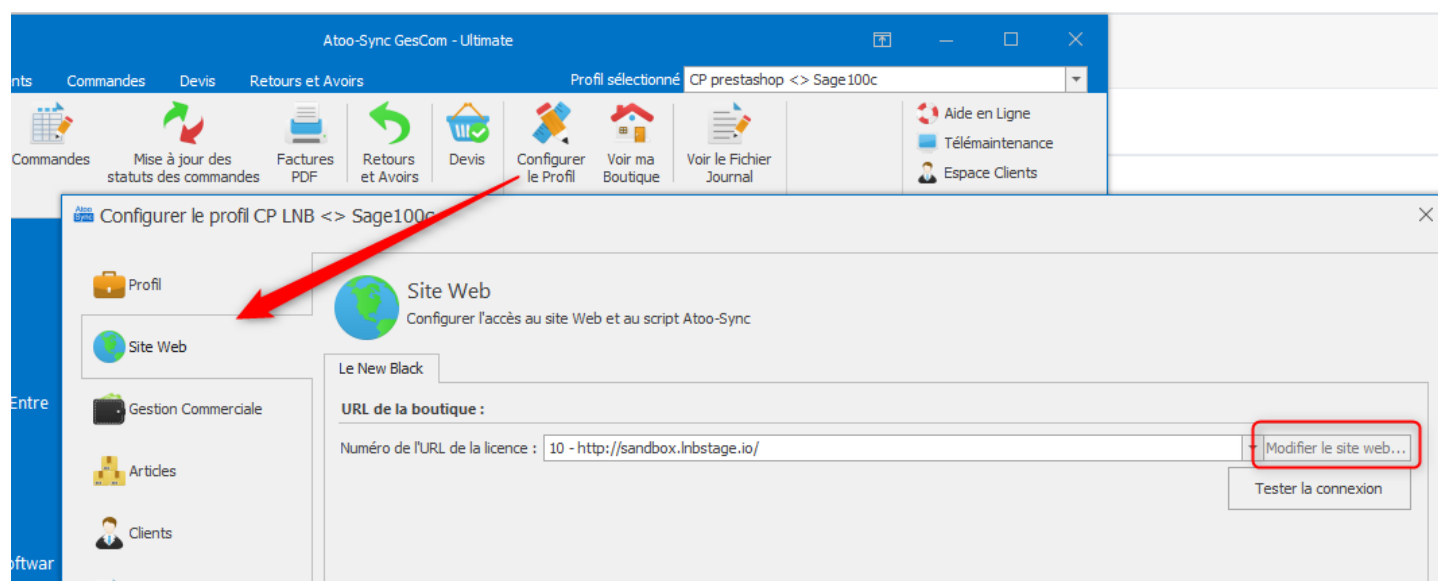 Atoo-Sync GesCom - Ultimate
nts Commandes Devis Retours et Avoirs Profil sélectionné CP prestashop <> Sage100c
Commandes
Mise à jour des
statuts des commandes
Factures
PDF
Retours
et Avoirs
Devis
Configurer
le Profil
Voir ma
Boutique
Voir le Fichier
Journal
Aide en Ligne
Télémaintenance
Espace Clients
Atoo
Sync
Configurer le profil CP LNB <> Sage100c
Profil
Site Web
Gestion Commerciale
Articles
Clients
Entre
oftwar
Site Web
Configurer l'accès au site Web et au script Atoo-Sync
Le New Black
URL de la boutique :
Numéro de l'URL de la licence : 10 - http://sandbox.lnbstage.io/ Modifier le site web...
Tester la connexion